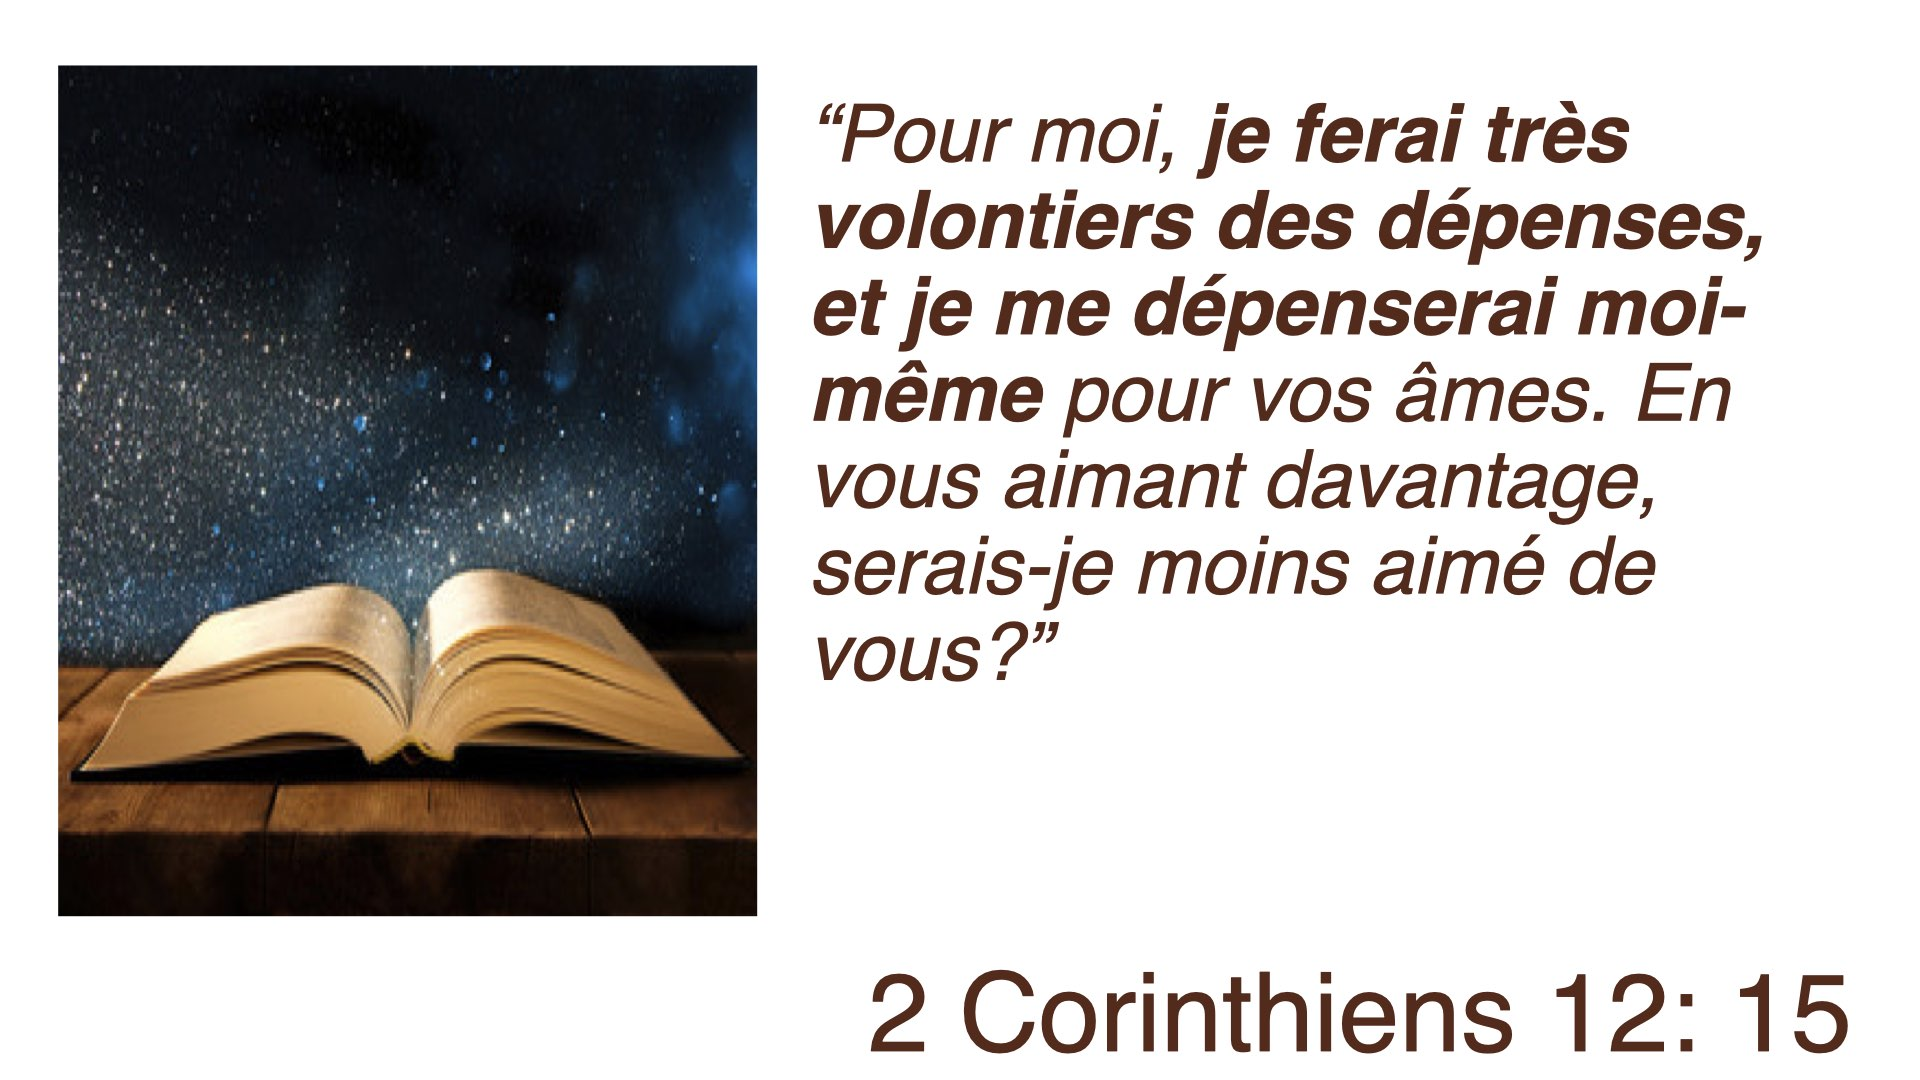 “Pour moi, je ferai très
volontiers des dépenses,
et je me dépenserai moi-
même pour vos âmes. En
vous aimant davantage,
serais-je moins aimé de
vous?”
2 Corinthiens 12: 15